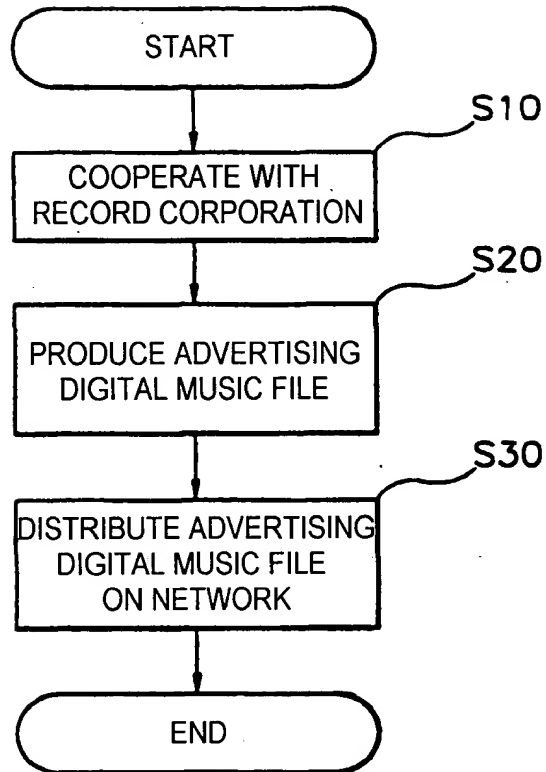 START
S10
COOPERATE WITH
RECORD CORPORATION
S20
PRODUCE ADVERTISING
DIGITAL MUSIC FILE
S30
DISTRIBUTE ADVERTISING
DIGITAL MUSIC FILE
ON NETWORK
END